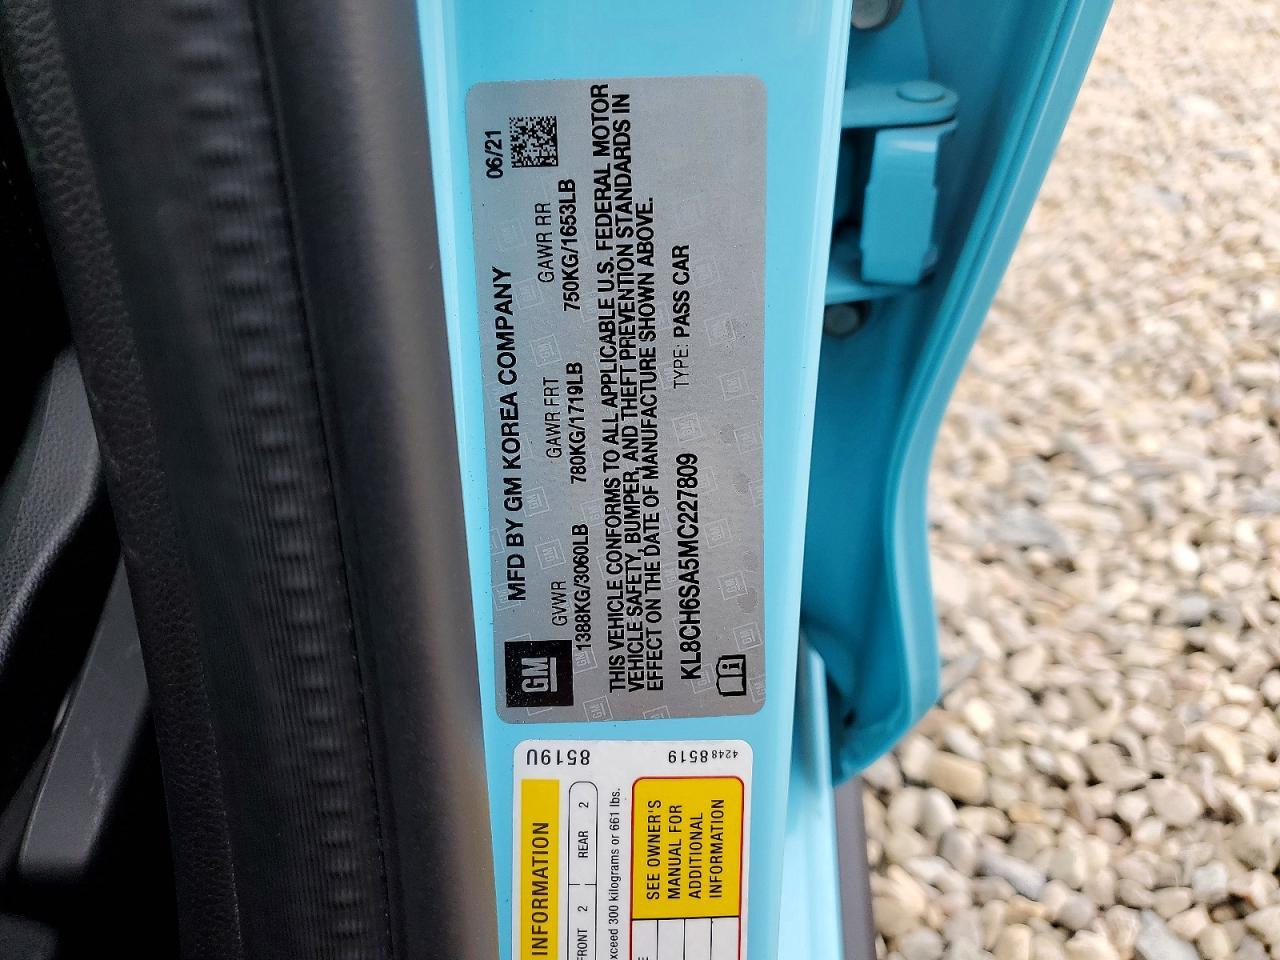 MFD BY GM KOREA COMPANY 06/21
GM
GVWR GAWR FRT GAWR RR
1388KG/3060LB 780KG/1719LB 750KG/1653LB
THIS VEHICLE CONFORMS TO ALL APPLICABLE U.S. FEDERAL MOTOR
VEHICLE SAFETY, BUMPER, AND THEFT PREVENTION STANDARDS IN
EFFECT ON THE DATE OF MANUFACTURE SHOWN ABOVE.
KL8CH6SA5MC227809 TYPE: PASS CAR
8519U
4248 8519
INFORMATION
FRONT 2 REAR 2
exceed 300 kilograms or 661 lbs.
SEE OWNER'S
MANUAL FOR
ADDITIONAL
INFORMATION